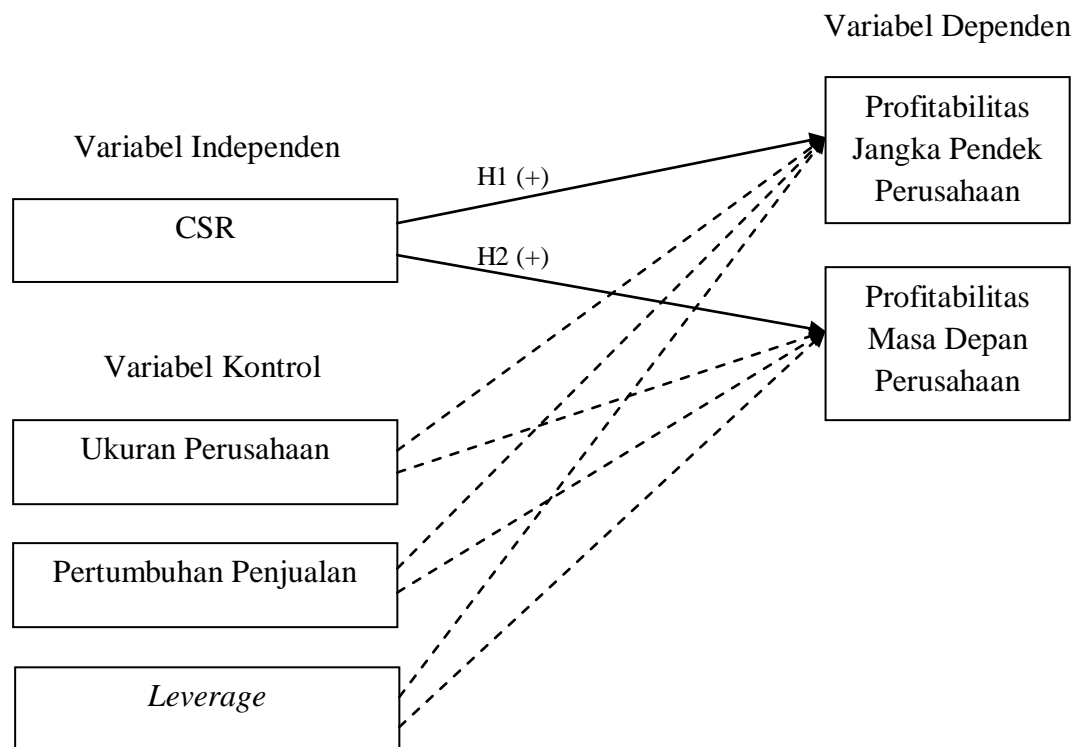 Variabel Dependen
Profitabilitas
Jangka Pendek
Perusahaan
Variabel Independen
CSR
H1 (+)
H2 (+)
Profitabilitas
Masa Depan
Perusahaan
Variabel Kontrol
Ukuran Perusahaan
Pertumbuhan Penjualan
Leverage